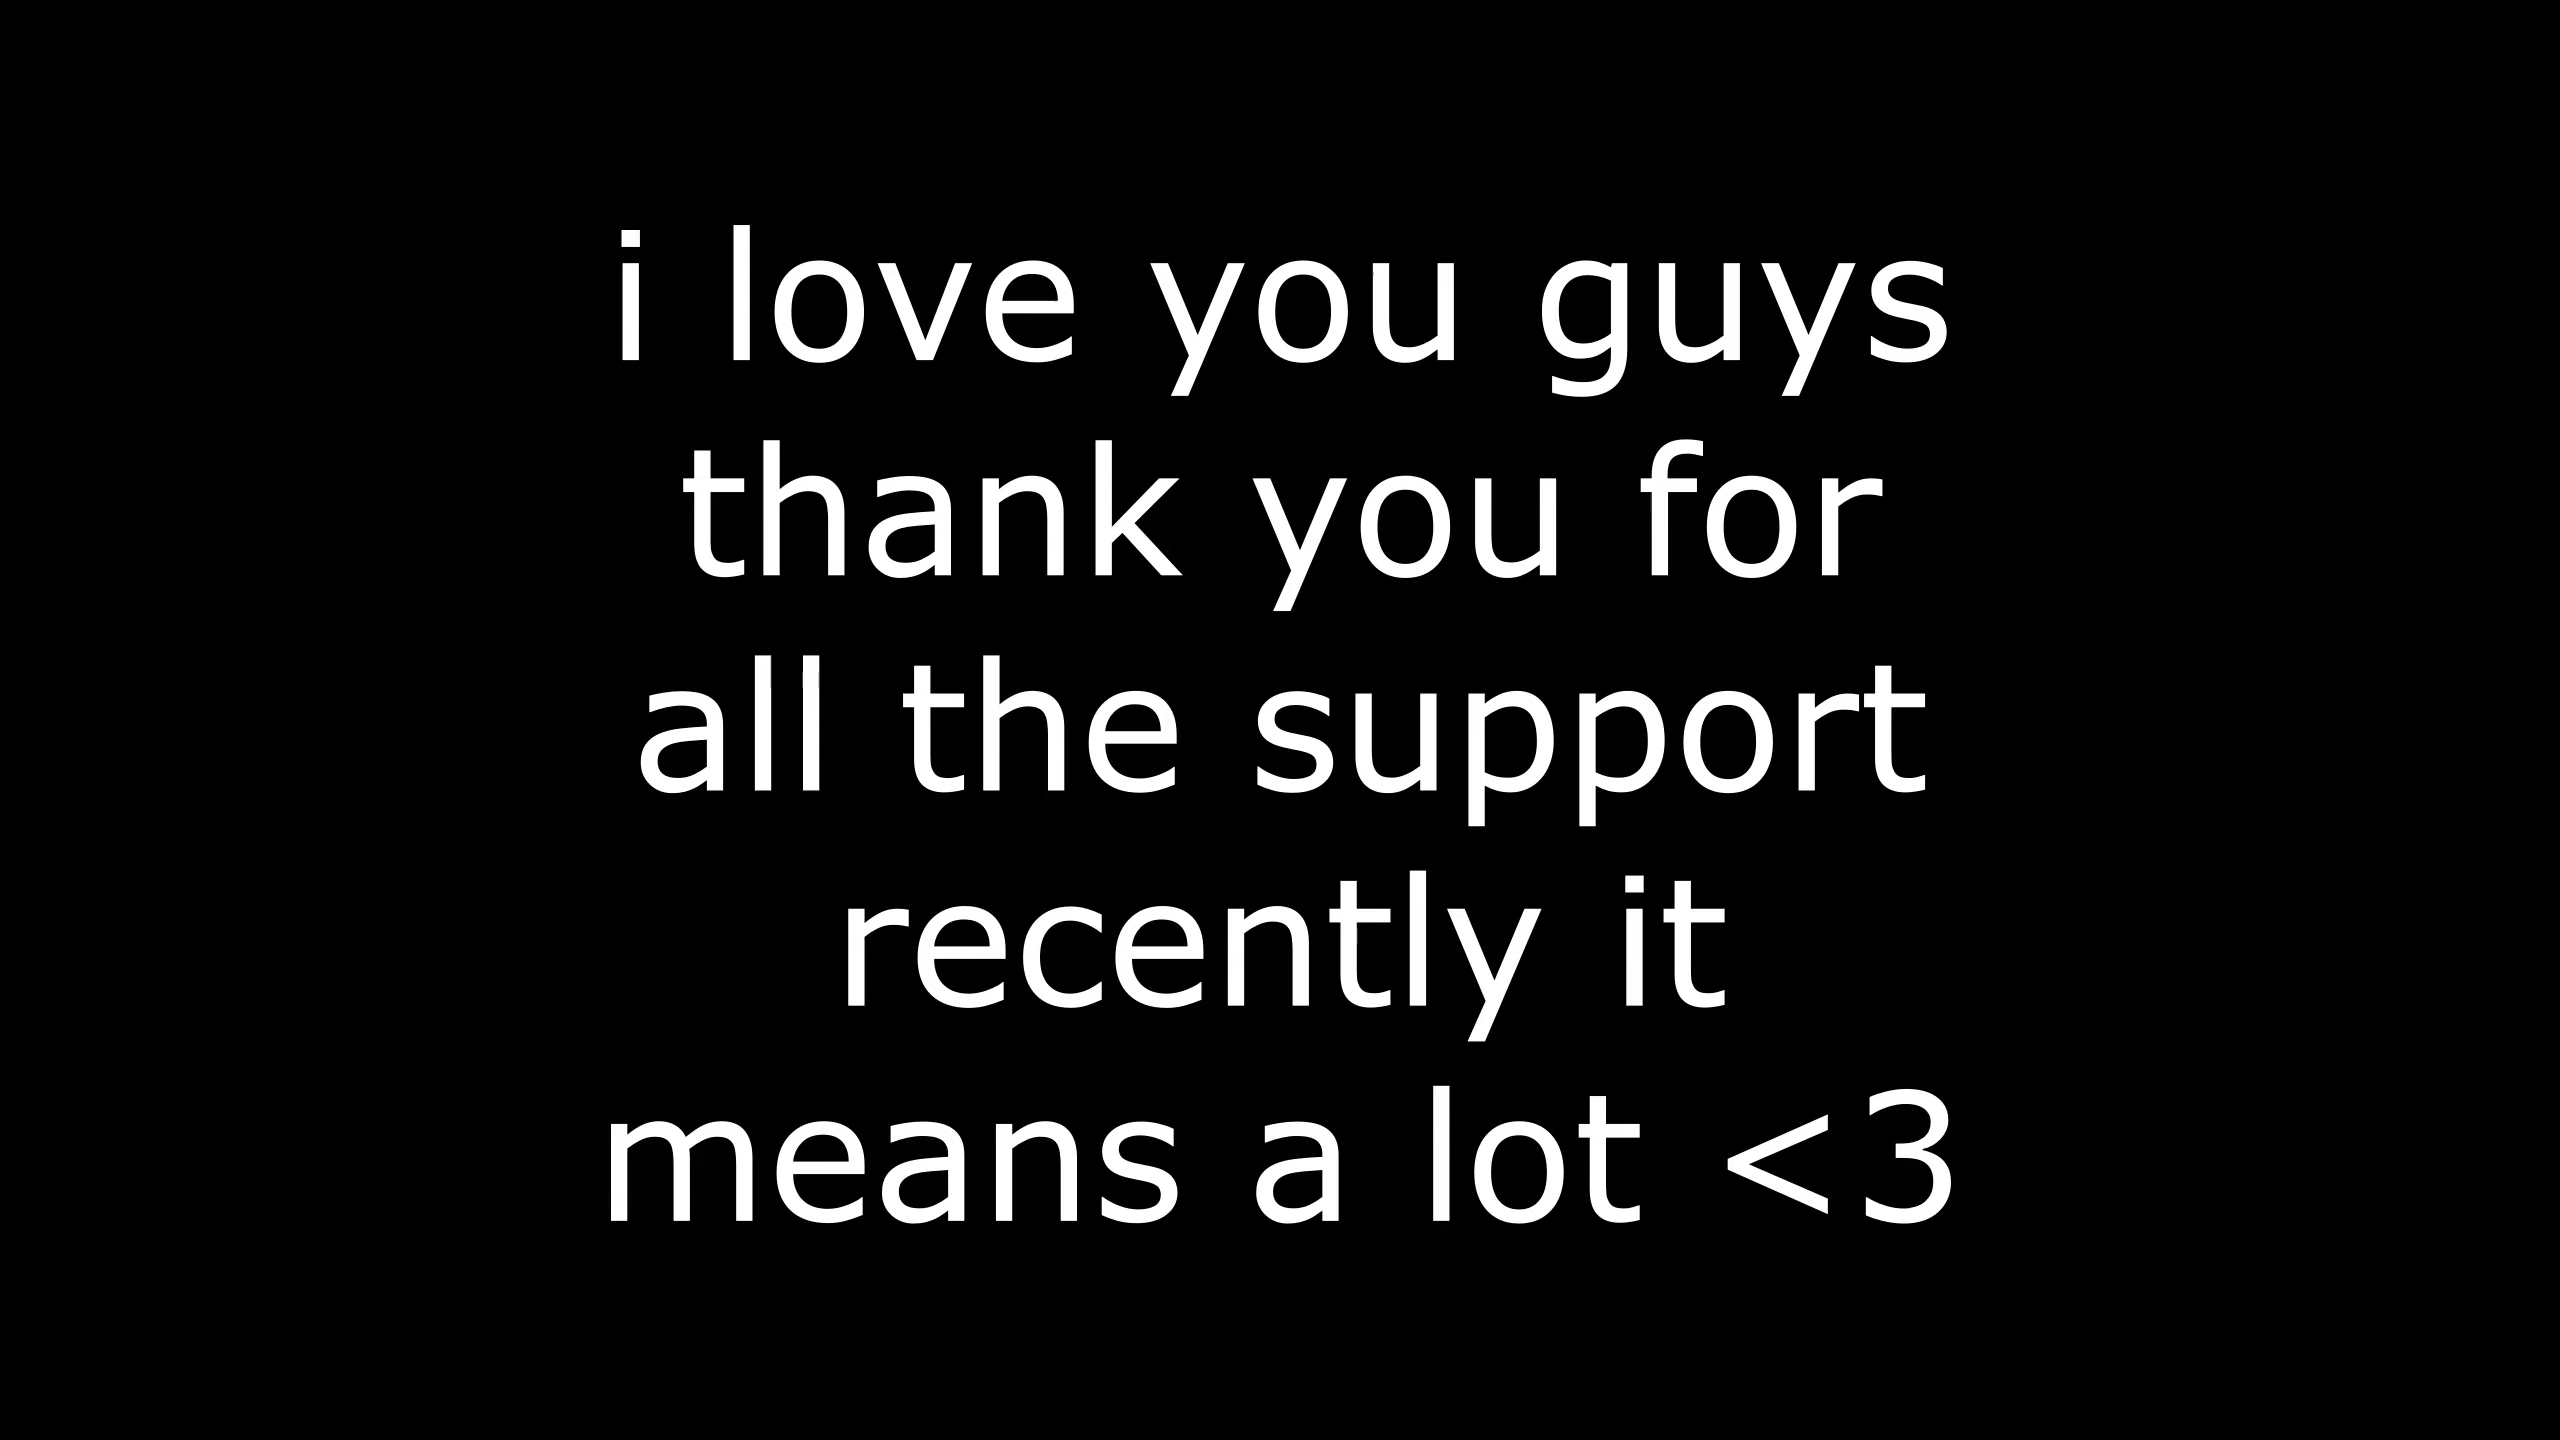 i love you guys
thank you for
all the support
recently it
means a lot <3